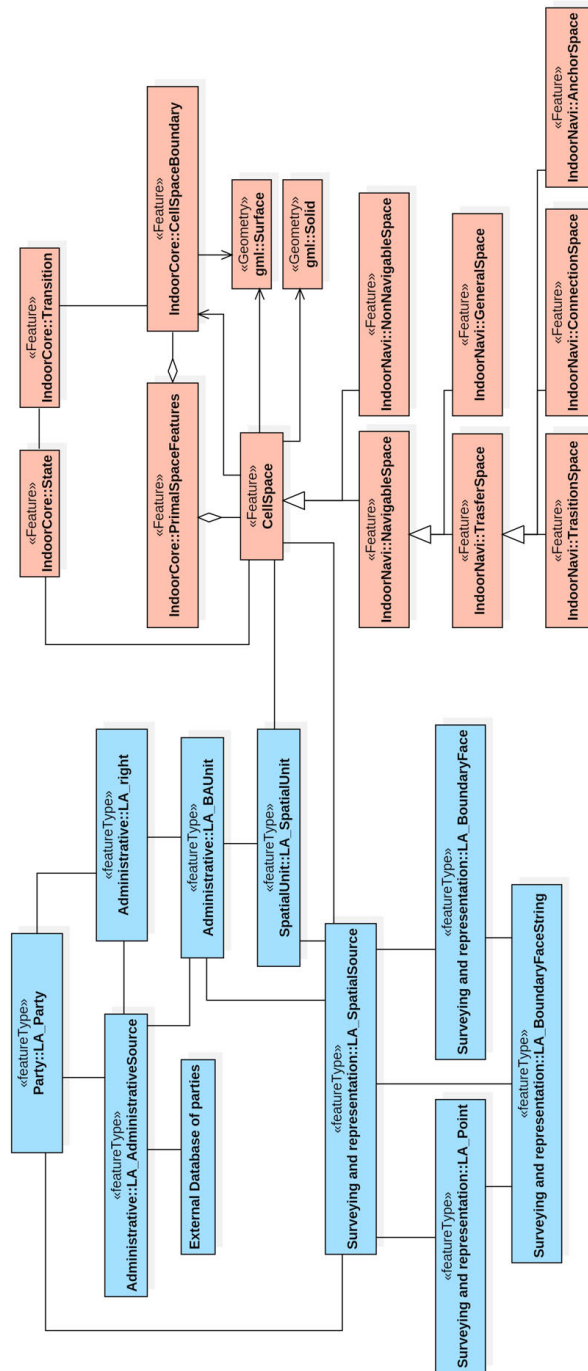 «featureType»
Party::LA_Party
«featureType»
Administrative::LA_AdministrativeSource
«featureType»
Administrative::LA_right
External Database of parties
«featureType»
Administrative::LA_BAUnit
«featureType»
SpatialUnit::LA_SpatialUnit
«featureType»
Surveying and representation::LA_SpatialSource
«featureType»
Surveying and representation::LA_Point
«featureType»
Surveying and representation::LA_BoundaryFace
«featureType»
Surveying and representation::LA_BoundaryFaceString
«Feature»
IndoorCore::State
«Feature»
IndoorCore::Transition
«Feature»
IndoorCore::PrimalSpaceFeatures
«Feature»
IndoorCore::CellSpaceBoundary
«Feature»
CellSpace
«Geometry»
gml::Surface
«Geometry»
gml::Solid
«Feature»
IndoorNavi::NavigableSpace
«Feature»
IndoorNavi::NonNavigableSpace
«Feature»
IndoorNavi::TrasferSpace
«Feature»
IndoorNavi::GeneralSpace
«Feature»
IndoorNavi::TrasitionSpace
«Feature»
IndoorNavi::ConnectionSpace
«Feature»
IndoorNavi::AnchorSpace